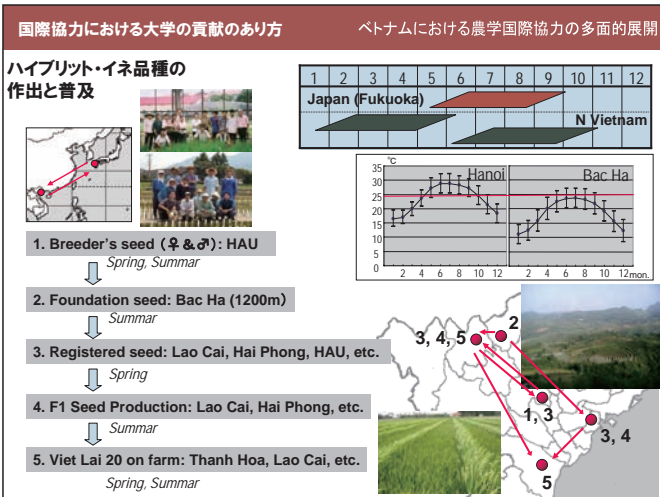 国際協力における大学の貢献のあり方
ベトナムにおける農学国際協力の多面的展開
ハイブリット・イネ品種の
作出と普及
1 2 3 4 5 6 7 8 9 10 11 12
Japan (Fukuoka)
N Vietnam
℃
35
30
25
20
15
10
5
0
Hanoi
Bac Ha
2 4 6 8 10 12
2 4 6 8 10 12 mon.
1. Breeder's seed (♀ & ♂): HAU
Spring, Summar
2. Foundation seed: Bac Ha (1200m)
Summar
3. Registered seed: Lao Cai, Hai Phong, HAU, etc.
Spring
4. F1 Seed Production: Lao Cai, Hai Phong, etc.
Summar
5. Viet Lai 20 on farm: Thanh Hoa, Lao Cai, etc.
Spring, Summar
2
3, 4, 5
1, 3
3, 4
5